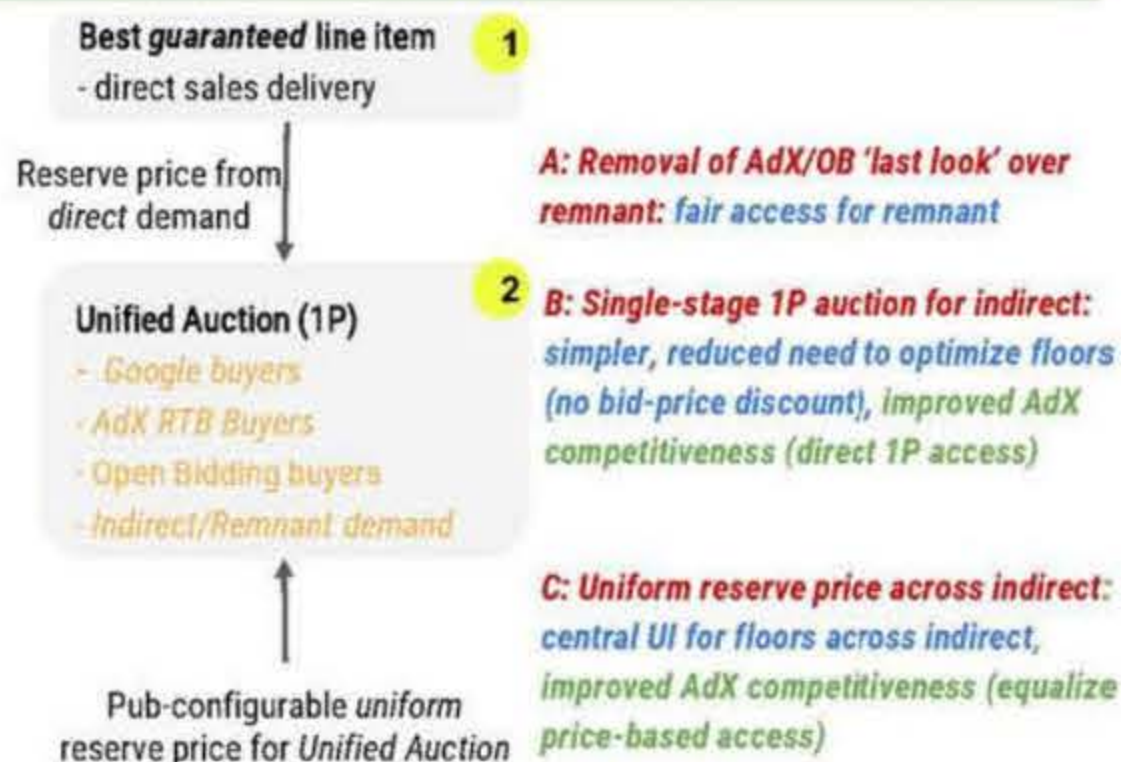 Best guaranteed line item
1
- direct sales delivery
Reserve price from
direct demand
A: Removal of AdX/OB ‘last look’ over
remnant: fair access for remnant
2
Unified Auction (1P)
- Google buyers
- AdX RTB Buyers
- Open Bidding buyers
- Indirect/Remnant demand
B: Single-stage 1P auction for indirect:
simpler, reduced need to optimize floors
(no bid-price discount), improved AdX
competitiveness (direct 1P access)
C: Uniform reserve price across indirect:
central UI for floors across indirect,
improved AdX competitiveness (equalize
price-based access)
Pub-configurable uniform
reserve price for Unified Auction